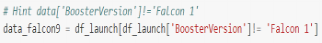 # Hint data['BoosterVersion']!='Falcon 1'
data_falcon9 = df_launch[df_launch['BoosterVersion']!= 'Falcon 1']